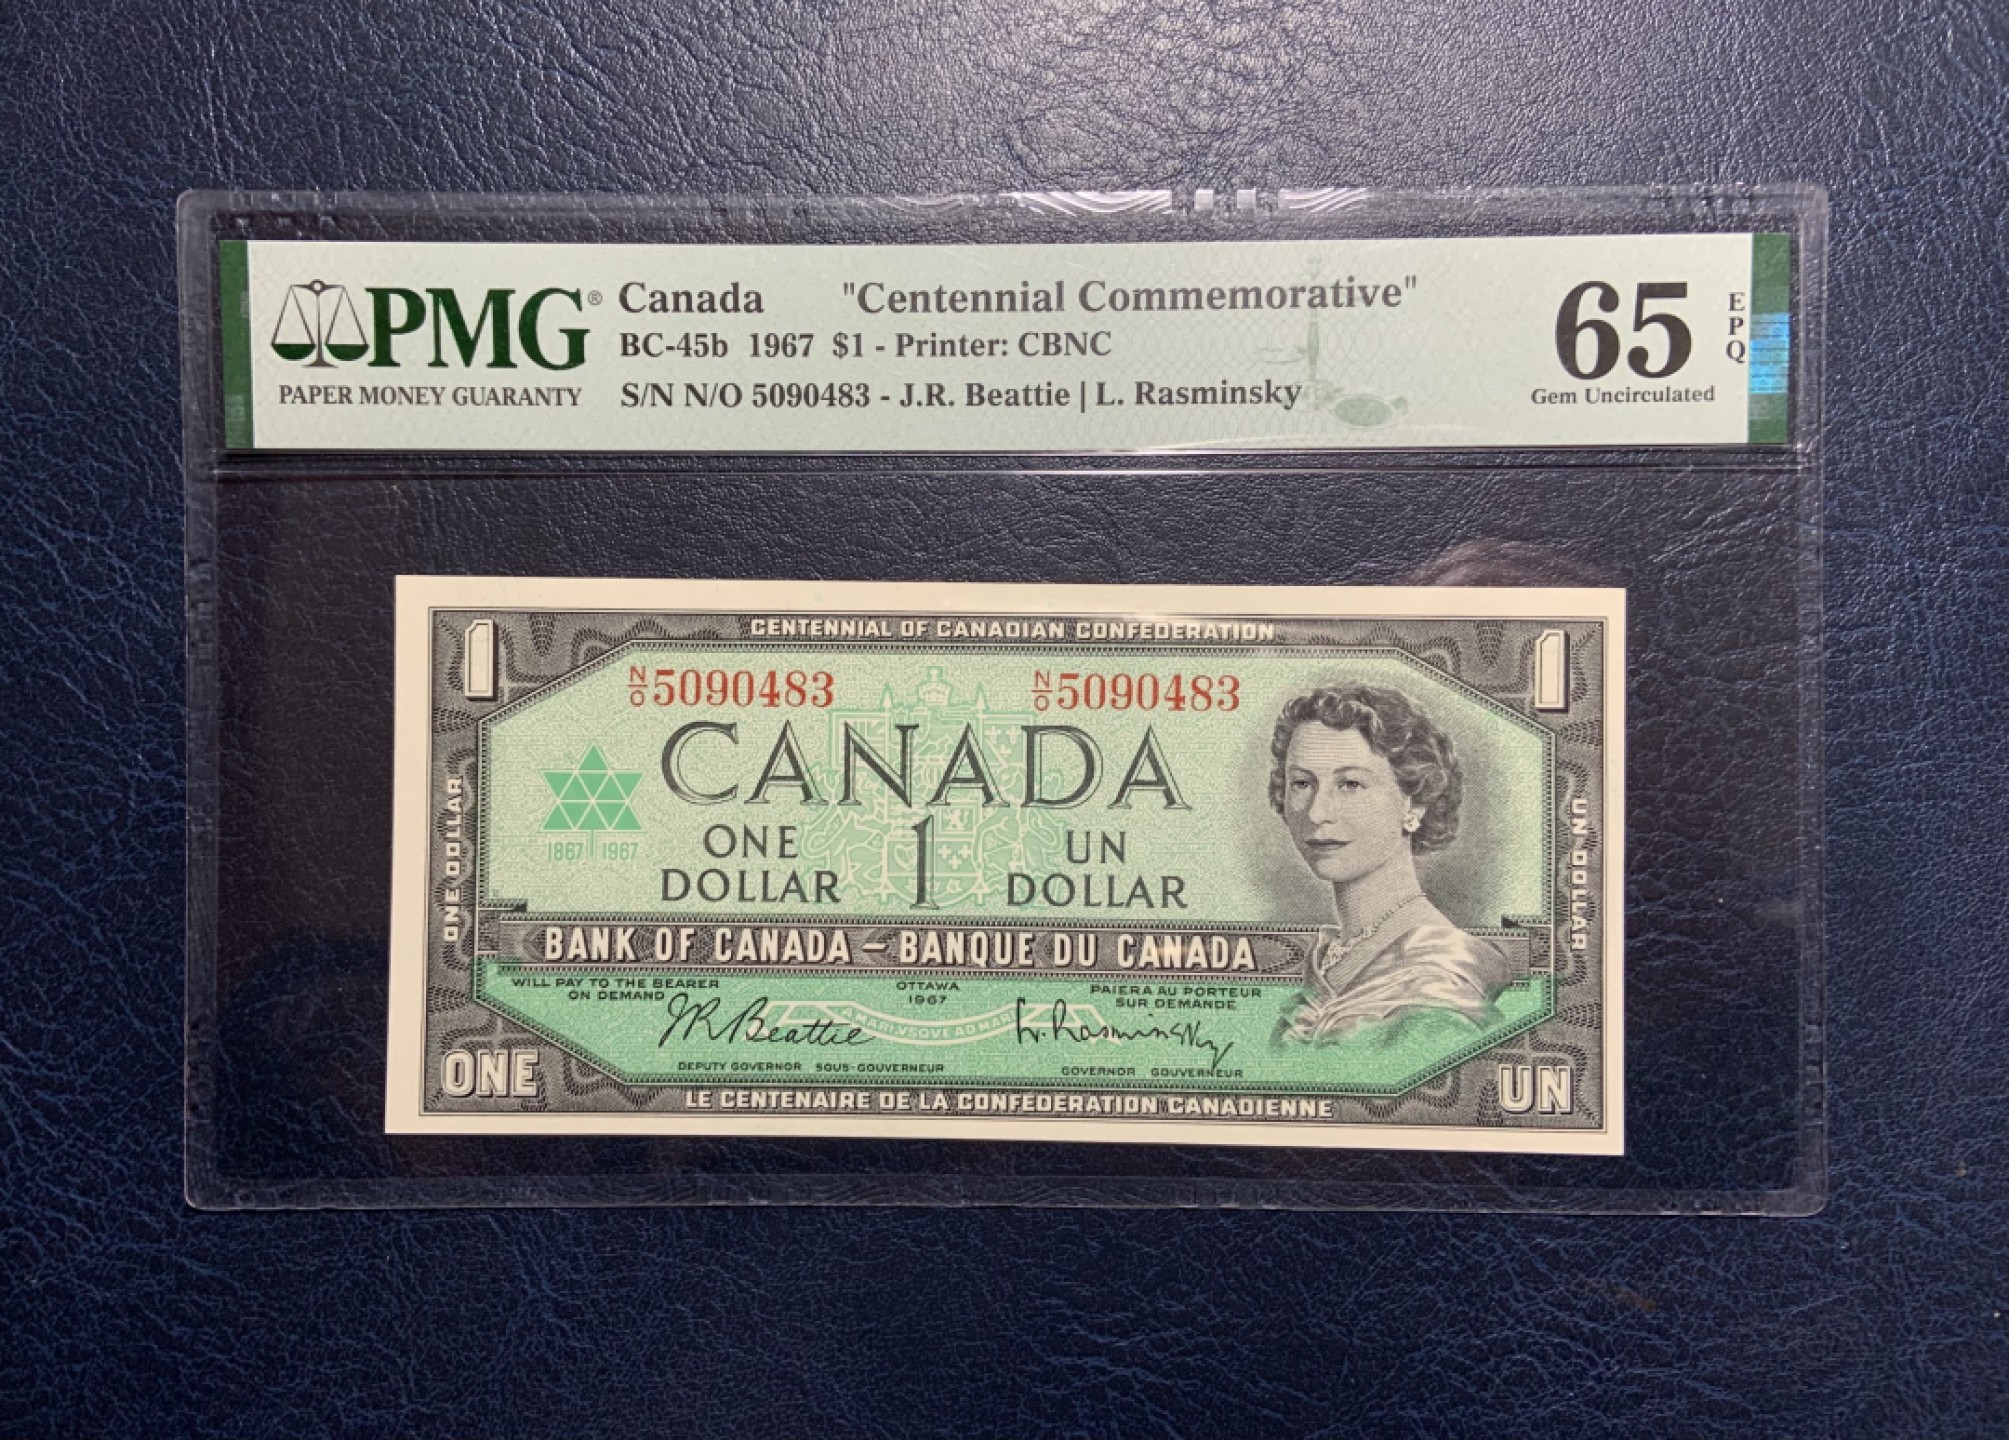 PMG® Canada "Centennial Commemorative" 65 EPQ
BC-45b 1967 $1 - Printer: CBNC
PAPER MONEY GUARANTY S/N N/O 5090483 - J.R. Beattie | L. Rasminsky Gem Uncirculated
1 CENTENNIAL OF CANADIAN CONFEDERATION 1
N/O 5090483 N/O 5090483
CANADA
1867 1967
ONE DOLLAR 1 UN DOLLAR
ONE DOLLAR
UN DOLLAR
BANK OF CANADA – BANQUE DU CANADA
WILL PAY TO THE BEARER ON DEMAND
OTTAWA 1967
PAIERA AU PORTEUR SUR DEMANDE
J R Beattie
A MARI VSQVE AD MARE
L. Rasminsky
DEPUTY GOVERNOR SOUS-GOUVERNEUR
GOVERNOR GOUVERNEUR
ONE UN
LE CENTENAIRE DE LA CONFEDERATION CANADIENNE